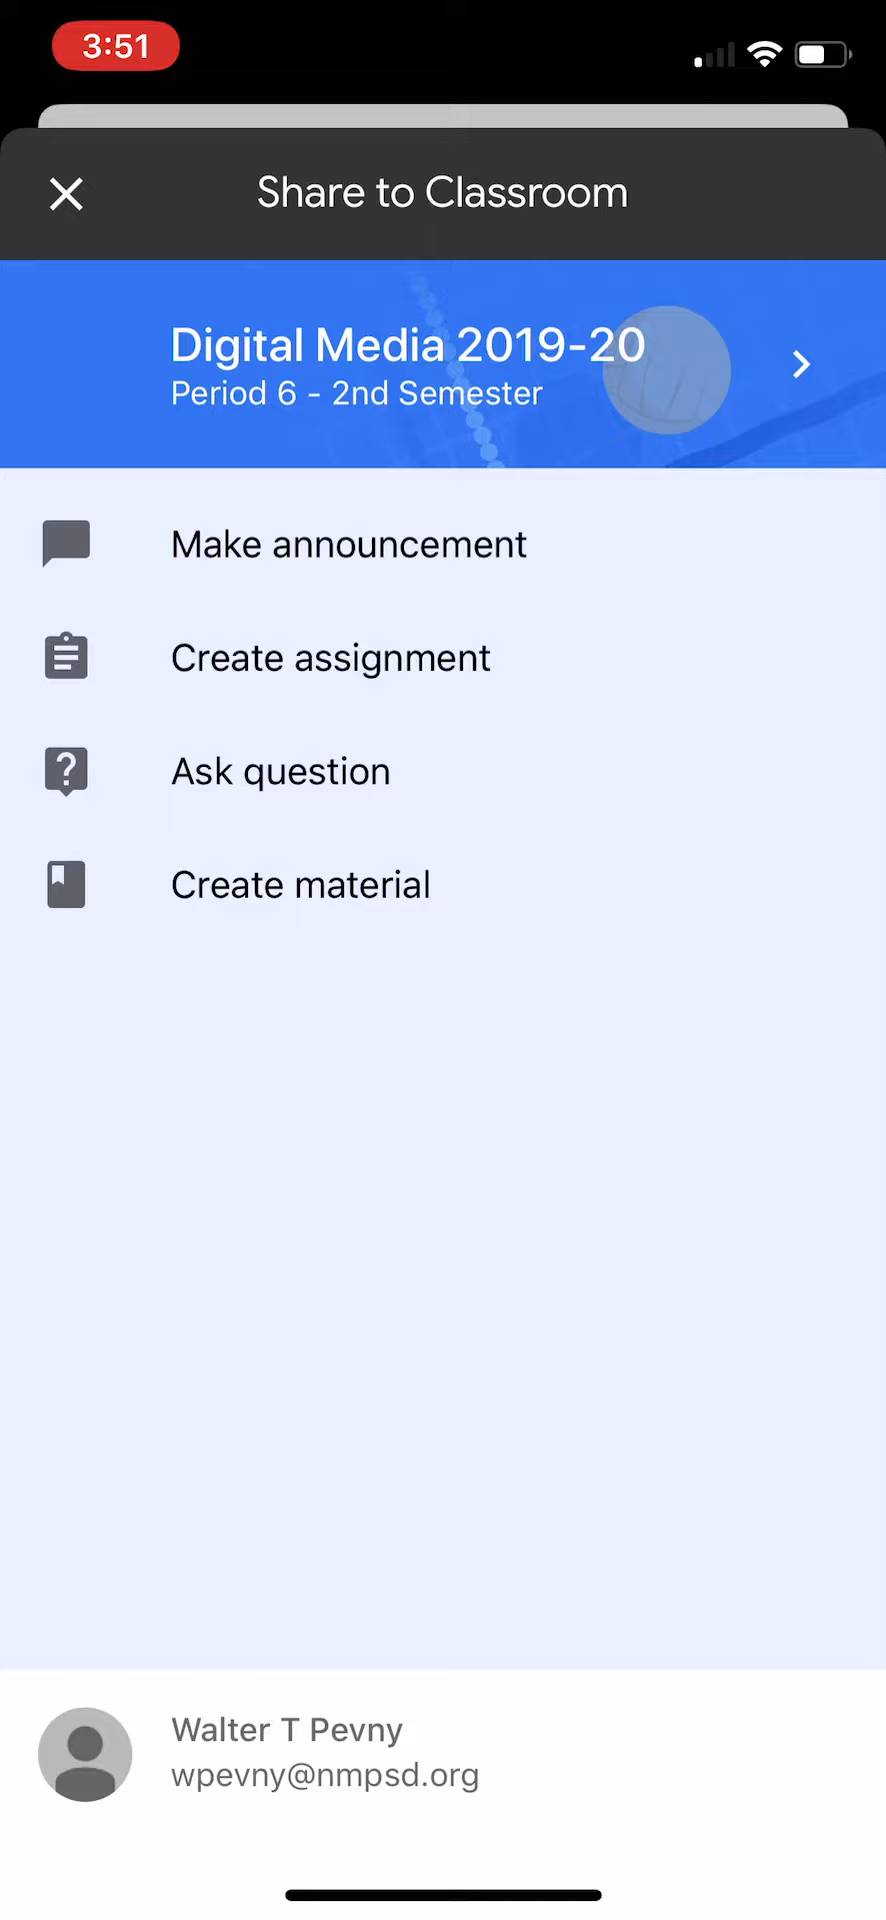 3:51
Share to Classroom
Digital Media 2019-20
Period 6 - 2nd Semester
Make announcement
Create assignment
Ask question
Create material
Walter T Pevny
wpevny@nmpsd.org